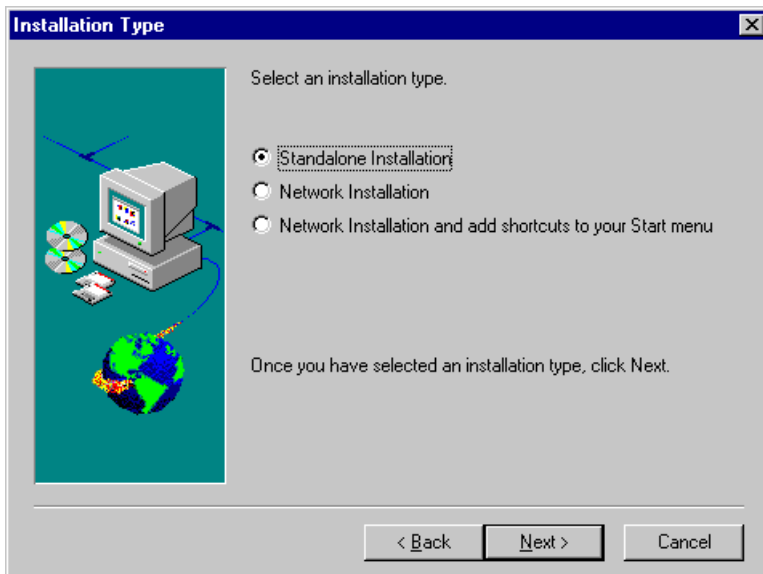 Installation Type
Select an installation type.
Standalone Installation
Network Installation
Network Installation and add shortcuts to your Start menu
Once you have selected an installation type, click Next.
< Back
Next >
Cancel